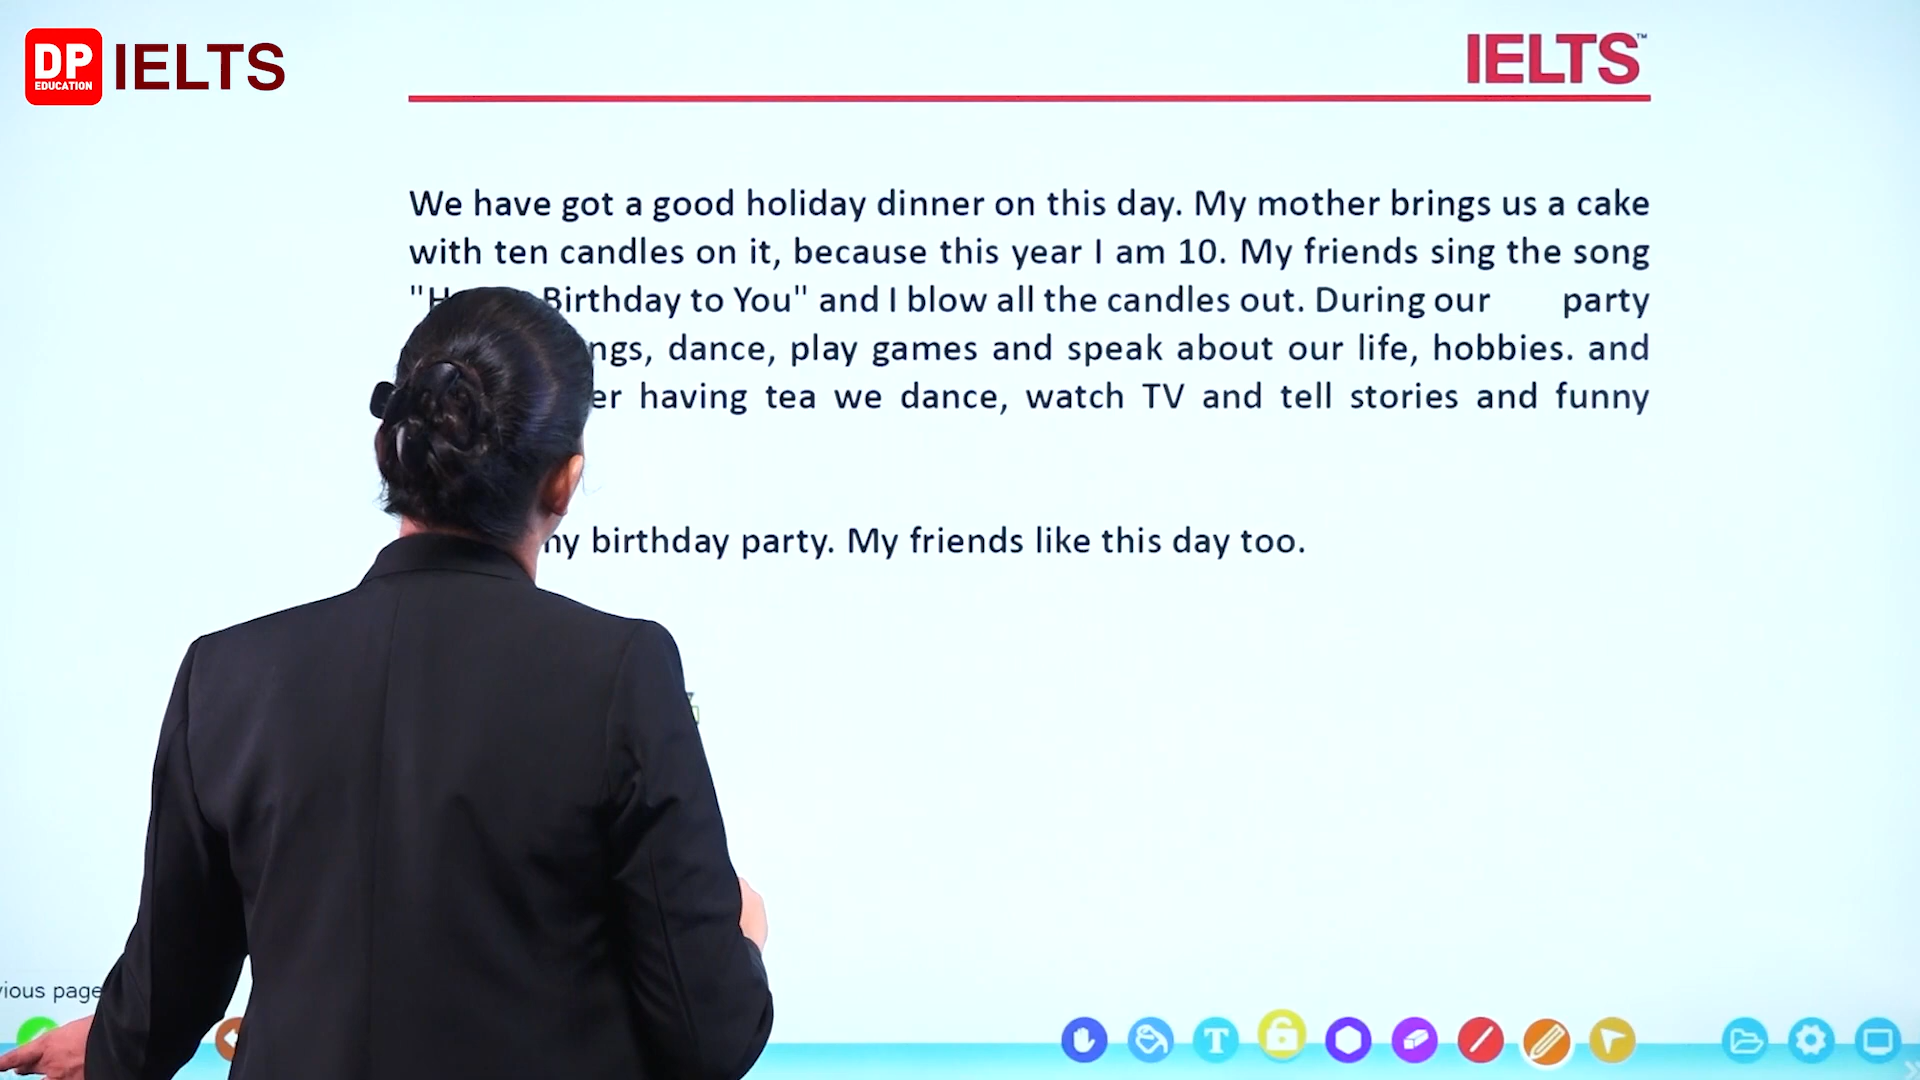 DP
EDUCATION
IELTS
IELTS™
We have got a good holiday dinner on this day. My mother brings us a cake
with ten candles on it, because this year I am 10. My friends sing the song
Birthday to You" and I blow all the candles out. During our party
dance, play games and speak about our life, hobbies. and
having tea we dance, watch TV and tell stories and funny
birthday party. My friends like this day too.
page
T